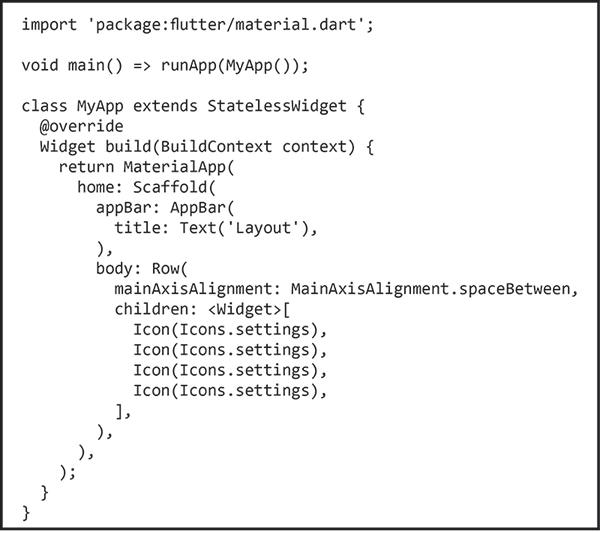 import 'package:flutter/material.dart';

void main() => runApp(MyApp());

class MyApp extends StatelessWidget {
  @override
  Widget build(BuildContext context) {
    return MaterialApp(
      home: Scaffold(
        appBar: AppBar(
          title: Text('Layout'),
        ),
        body: Row(
          mainAxisAlignment: MainAxisAlignment.spaceBetween,
          children: <Widget>[
            Icon(Icons.settings),
            Icon(Icons.settings),
            Icon(Icons.settings),
            Icon(Icons.settings),
          ],
        ),
      ),
    );
  }
}